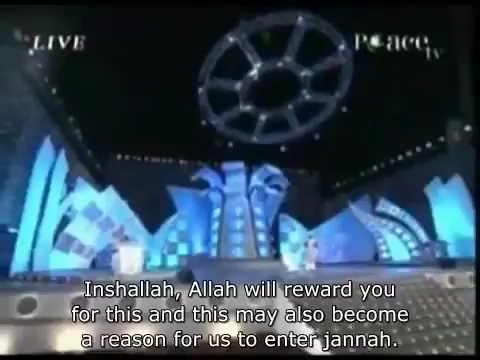 LIVE
Peace TV
Inshallah, Allah will reward you
for this and this may also become
a reason for us to enter jannah.